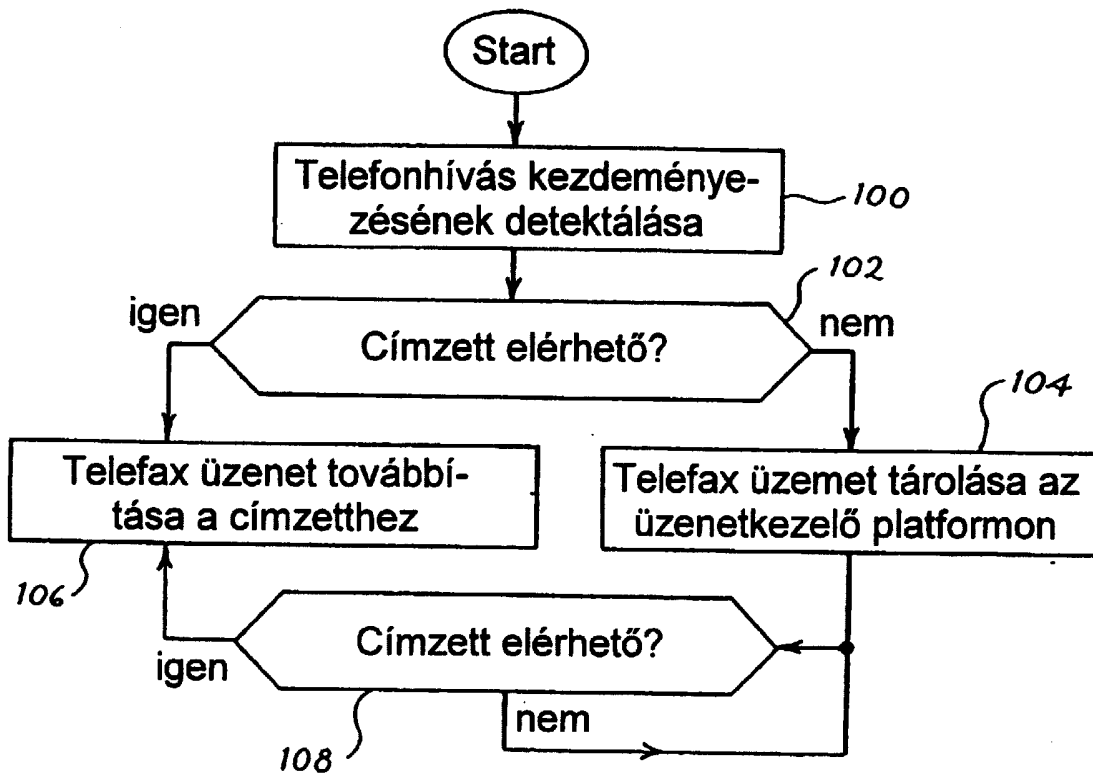 Start
Telefonhívás kezdeménye-
zésének detektálása
100
102
igen
nem
Címzett elérhető?
104
Telefax üzenet továbbí-
tása a címzetthez
Telefax üzemet tárolása az
üzenetkezelő platformon
106
Címzett elérhető?
igen
nem
108